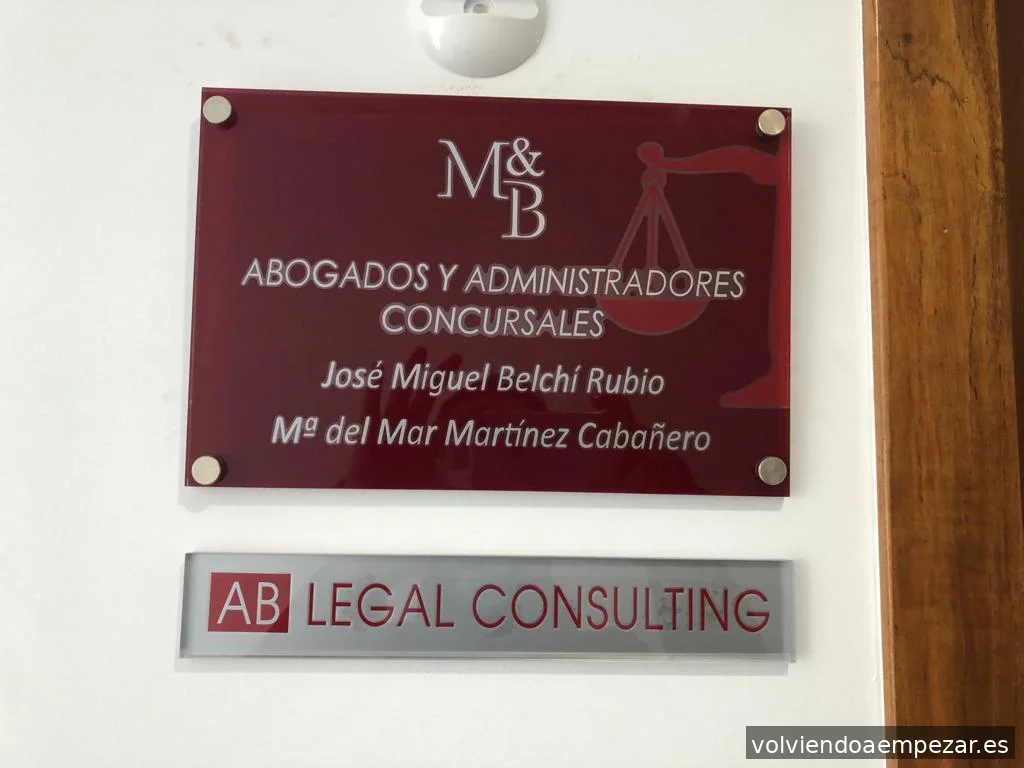 M&B
ABOGADOS Y ADMINISTRADORES
CONCURSALES
José Miguel Belchí Rubio
Mª del Mar Martínez Cabañero
AB LEGAL CONSULTING
volviendoaempezar.es